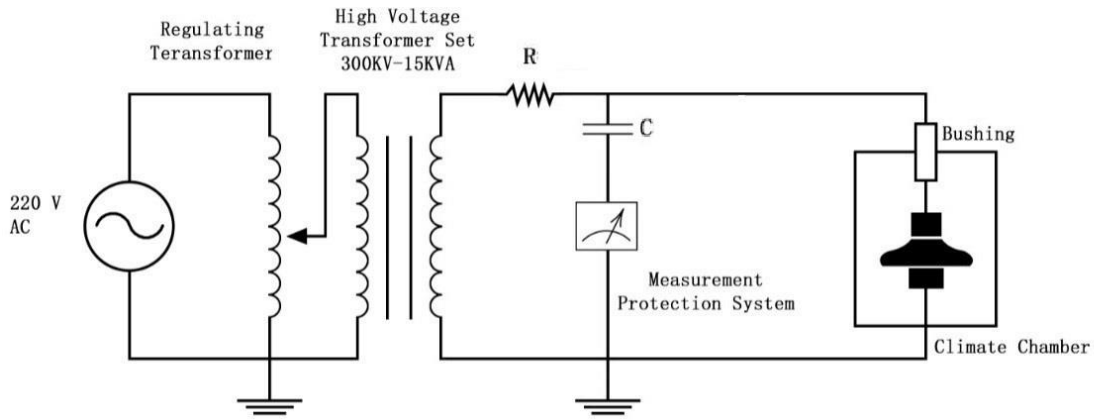 Regulating
Teransformer
High Voltage
Transformer Set
300KV-15KVA
R
C
Bushing
220 V
AC
Measurement
Protection System
Climate Chamber